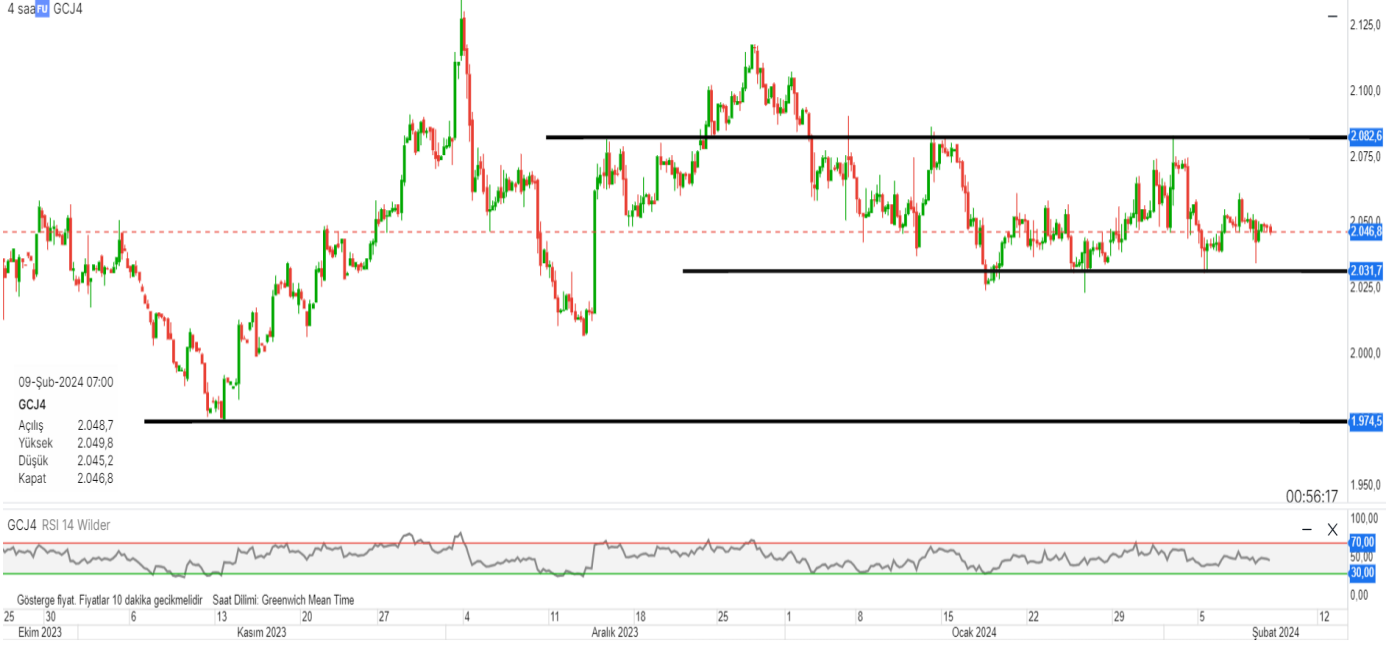 4 saa FU GCJ4
2.125,0
2.100,0
2.082,6
2.075,0
2.050,0
2.046,8
2.031,7
2.025,0
2.000,0
1.974,5
1.950,0
09-Şub-2024 07:00
GCJ4
Açılış 2.048,7
Yüksek 2.049,8
Düşük 2.045,2
Kapat 2.046,8
00:56:17
GCJ4 RSI 14 Wilder
100,00
70,00
50,00
30,00
0,00
Gösterge fiyat. Fiyatlar 10 dakika gecikmelidir Saat Dilimi: Greenwich Mean Time
25 30 6 13 20 27 4 11 18 25 1 8 15 22 29 5 12
Ekim 2023 Kasım 2023 Aralık 2023 Ocak 2024 Şubat 2024